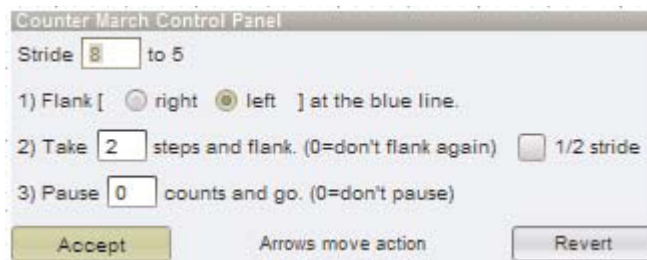 Counter March Control Panel
Stride 8 to 5
1) Flank [ right left ] at the blue line.
2) Take 2 steps and flank. (0=don't flank again) 1/2 stride
3) Pause 0 counts and go. (0=don't pause)
Accept Arrows move action Revert